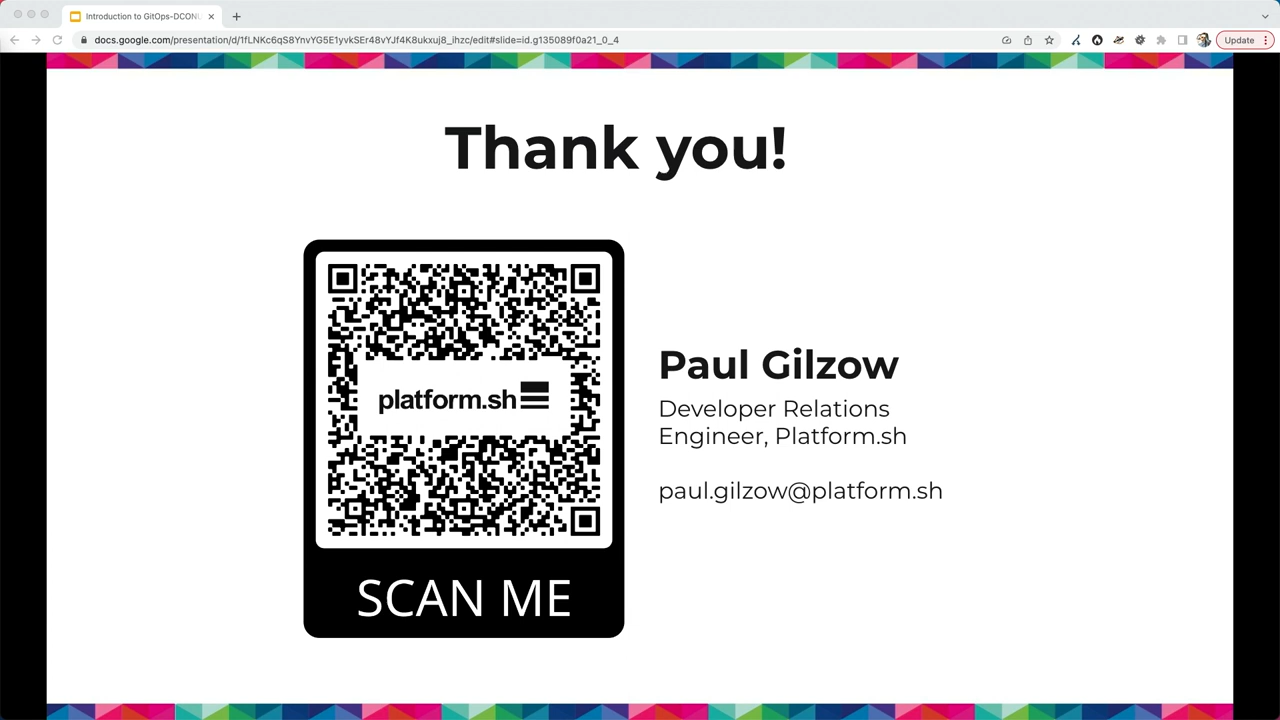 Introduction to GitOps-DCON
docs.google.com/presentation/d/1fLNKc6qS8YnvYG5E1yvkSEr48vYJf4K8ukxuj8_ihzc/edit#slide=id.g135089f0a21_0_4
Update
Thank you!
platform.sh
SCAN ME
Paul Gilzow
Developer Relations
Engineer, Platform.sh
paul.gilzow@platform.sh